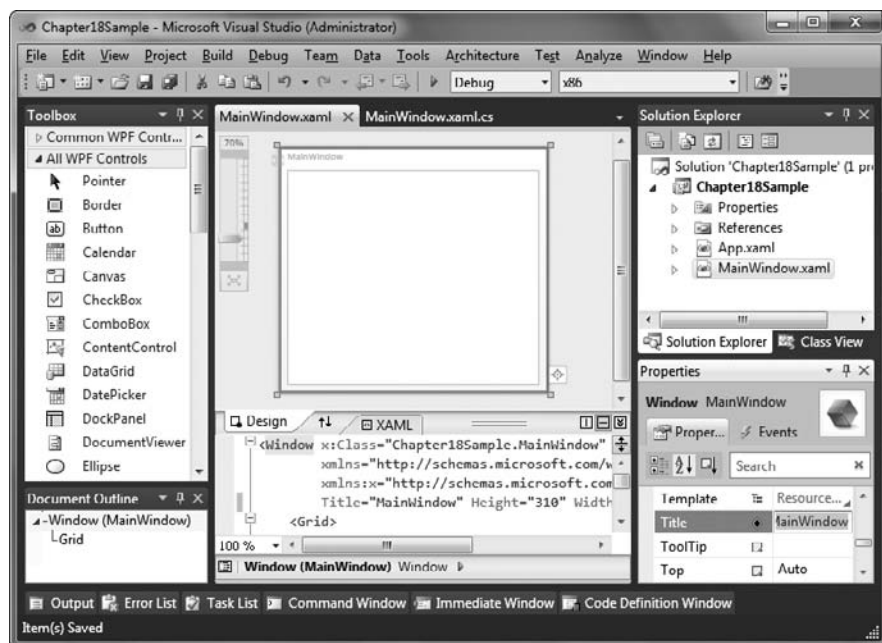 Chapter18Sample - Microsoft Visual Studio (Administrator)
File Edit View Project Build Debug Team Data Tools Architecture Test Analyze Window Help
Debug x86
Toolbox
Common WPF Contr...
All WPF Controls
Pointer
Border
Button
Calendar
Canvas
CheckBox
ComboBox
ContentControl
DataGrid
DatePicker
DockPanel
DocumentViewer
Ellipse
Document Outline
Window (MainWindow)
Grid
MainWindow.xaml MainWindow.xaml.cs
70%
MainWindow
Design XAML
<Window x:Class="Chapter18Sample.MainWindow"
xmlns="http://schemas.microsoft.com/w
xmlns:x="http://schemas.microsoft.com
Title="MainWindow" Height="310" Width
<Grid>
100 %
Window (MainWindow) Window
Solution Explorer
Solution 'Chapter18Sample' (1 pr
Chapter18Sample
Properties
References
App.xaml
MainWindow.xaml
Solution Explorer Class View
Properties
Window MainWindow
Proper... Events
Search
Template Resource...
Title MainWindow
ToolTip
Top Auto
Output Error List Task List Command Window Immediate Window Code Definition Window
Item(s) Saved